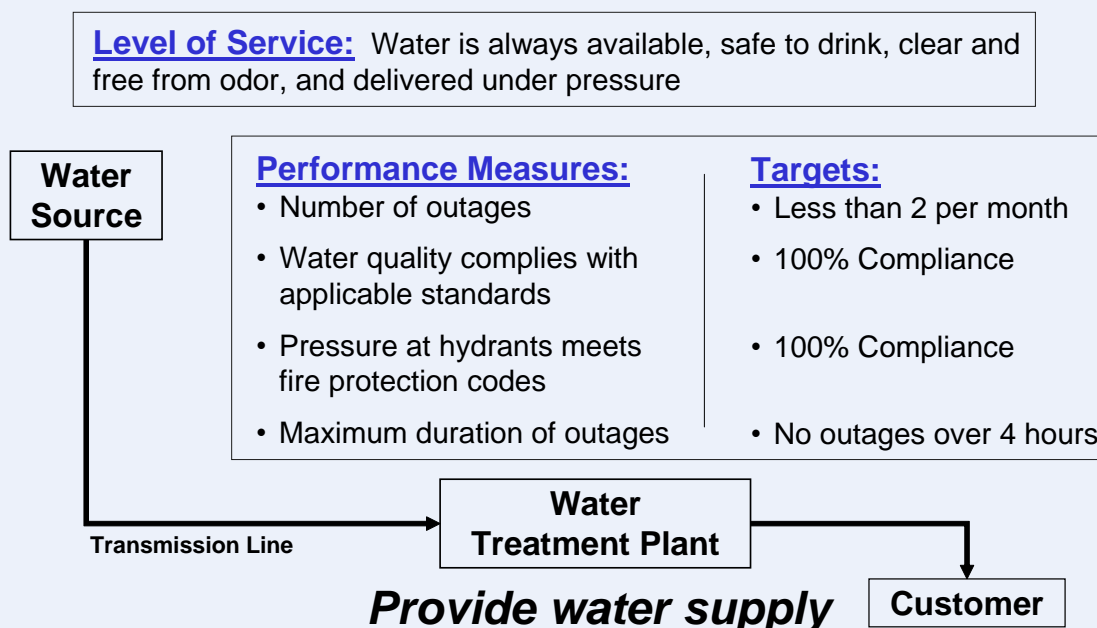 Level of Service: Water is always available, safe to drink, clear and
free from odor, and delivered under pressure
Water
Source
Performance Measures:
• Number of outages
• Water quality complies with
applicable standards
• Pressure at hydrants meets
fire protection codes
• Maximum duration of outages
Targets:
• Less than 2 per month
• 100% Compliance
• 100% Compliance
• No outages over 4 hours
Transmission Line
Water
Treatment Plant
Provide water supply
Customer